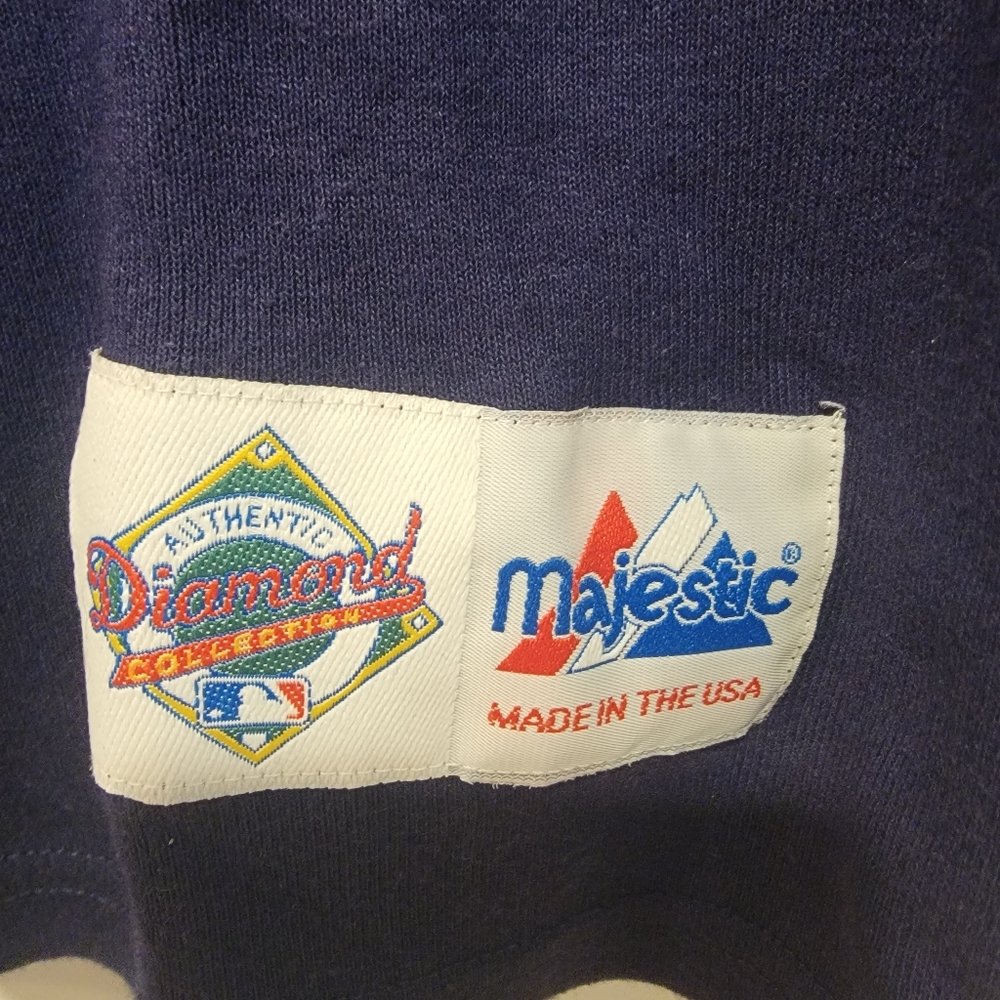 AUTHENTIC
Diamond
COLLECTION
Majestic®
MADE IN THE USA